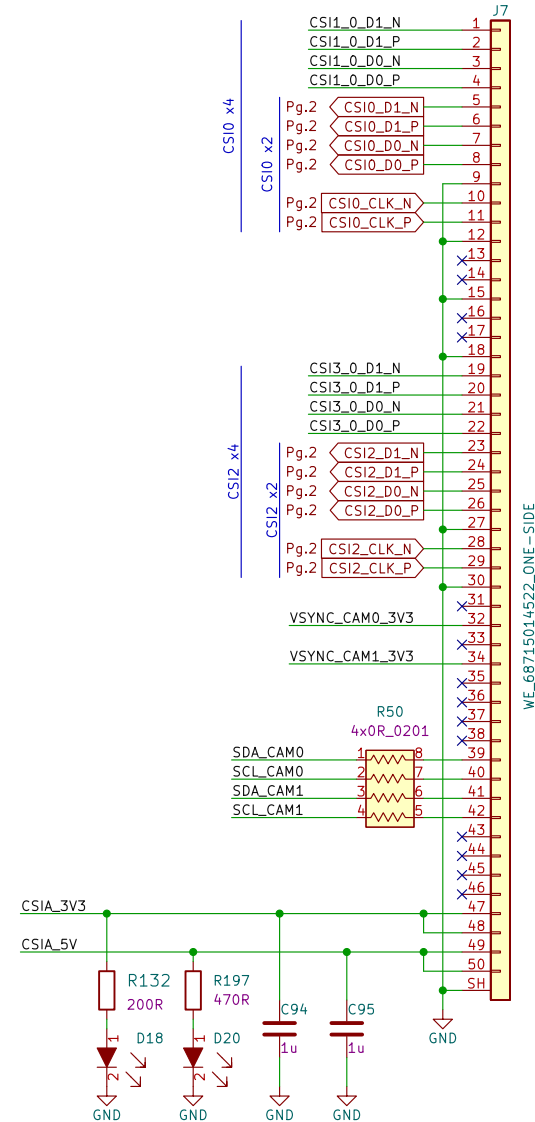 J7
CSI1_0_D1_N 1
CSI1_0_D1_P 2
CSI1_0_D0_N 3
CSI1_0_D0_P 4
CSI0 x4
CSI0 x2
Pg.2 CSI0_D1_N 5
Pg.2 CSI0_D1_P 6
Pg.2 CSI0_D0_N 7
Pg.2 CSI0_D0_P 8
9
Pg.2 CSI0_CLK_N 10
Pg.2 CSI0_CLK_P 11
12
13
14
15
16
17
18
CSI3_0_D1_N 19
CSI3_0_D1_P 20
CSI3_0_D0_N 21
CSI3_0_D0_P 22
CSI2 x4
CSI2 x2
Pg.2 CSI2_D1_N 23
Pg.2 CSI2_D1_P 24
Pg.2 CSI2_D0_N 25
Pg.2 CSI2_D0_P 26
27
Pg.2 CSI2_CLK_N 28
Pg.2 CSI2_CLK_P 29
30
31
VSYNC_CAM0_3V3 32
33
VSYNC_CAM1_3V3 34
35
36
37
38
WE_68715014522_ONE-SIDE
R50
4x0R_0201
SDA_CAM0 1 8 39
SCL_CAM0 2 7 40
SDA_CAM1 3 6 41
SCL_CAM1 4 5 42
43
44
45
46
CSIA_3V3 47
48
CSIA_5V 49
50
SH
R132
200R
R197
470R
C94
1u
C95
1u
D18
1
2
D20
1
2
GND
GND
GND
GND
GND